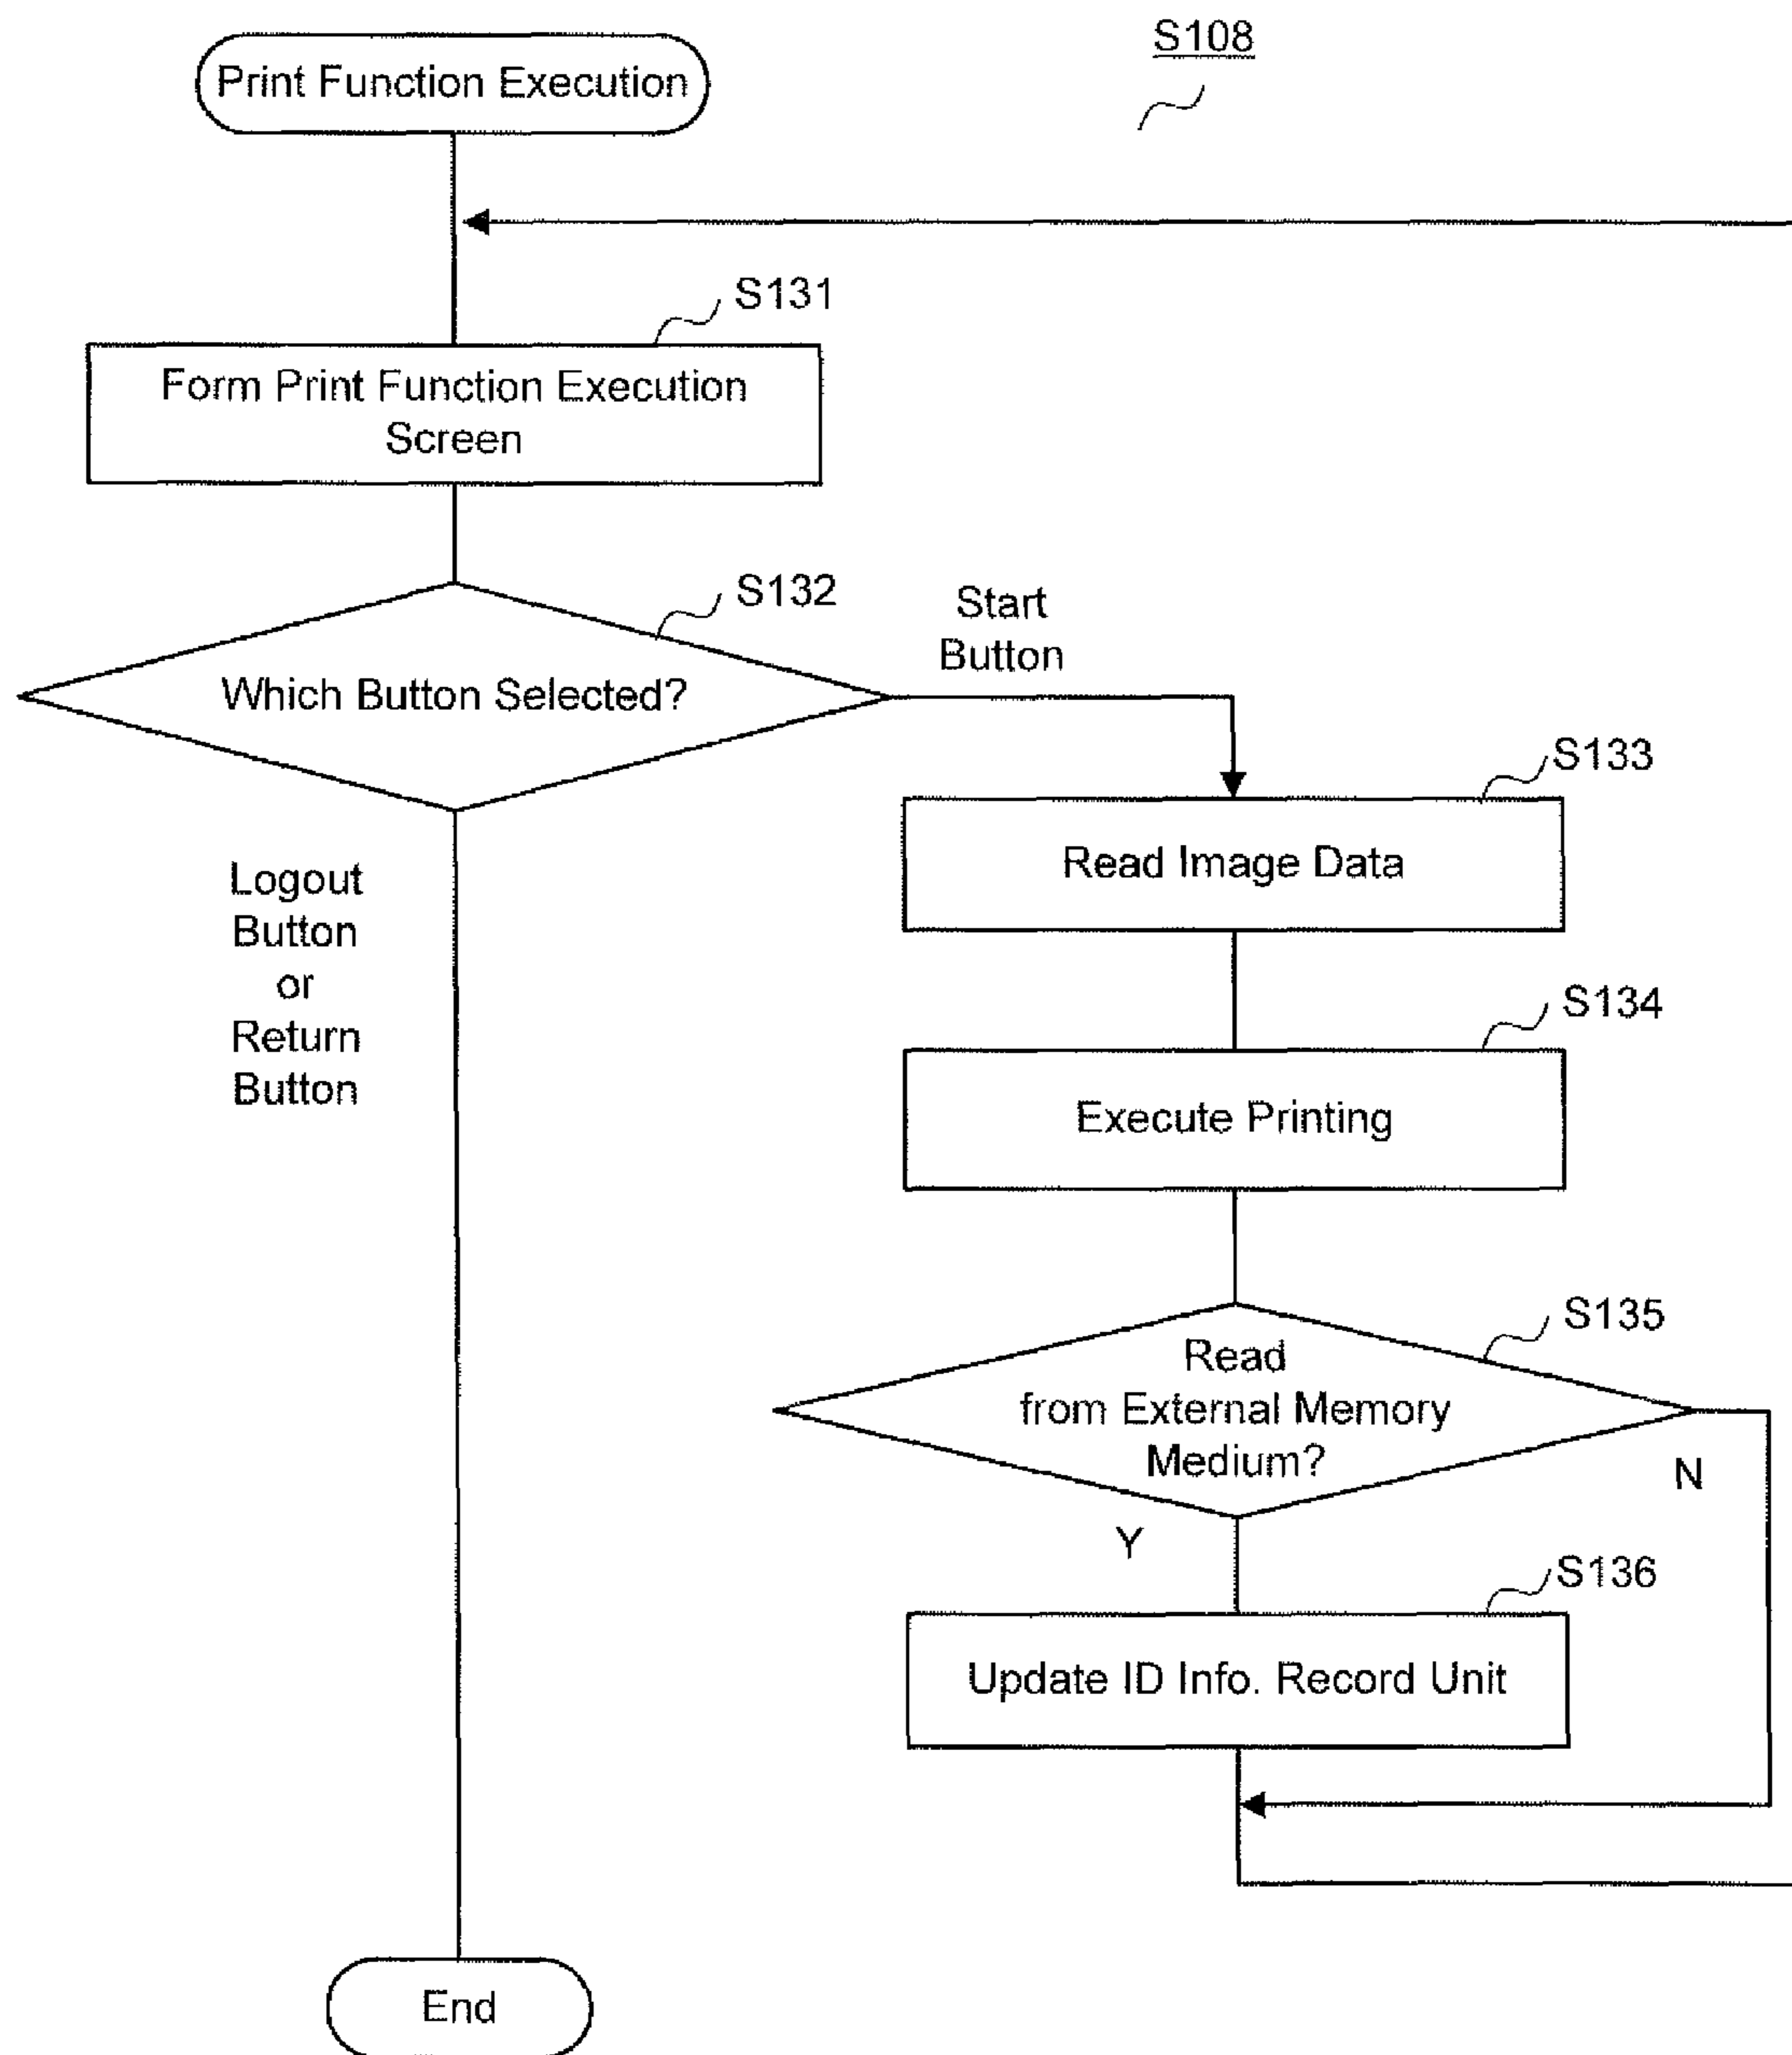 S108
Print Function Execution
S131
Form Print Function Execution
Screen
S132
Which Button Selected?
Start
Button
Logout
Button
or
Return
Button
S133
Read Image Data
S134
Execute Printing
S135
Read
from External Memory
Medium?
N
Y
S136
Update ID Info. Record Unit
End